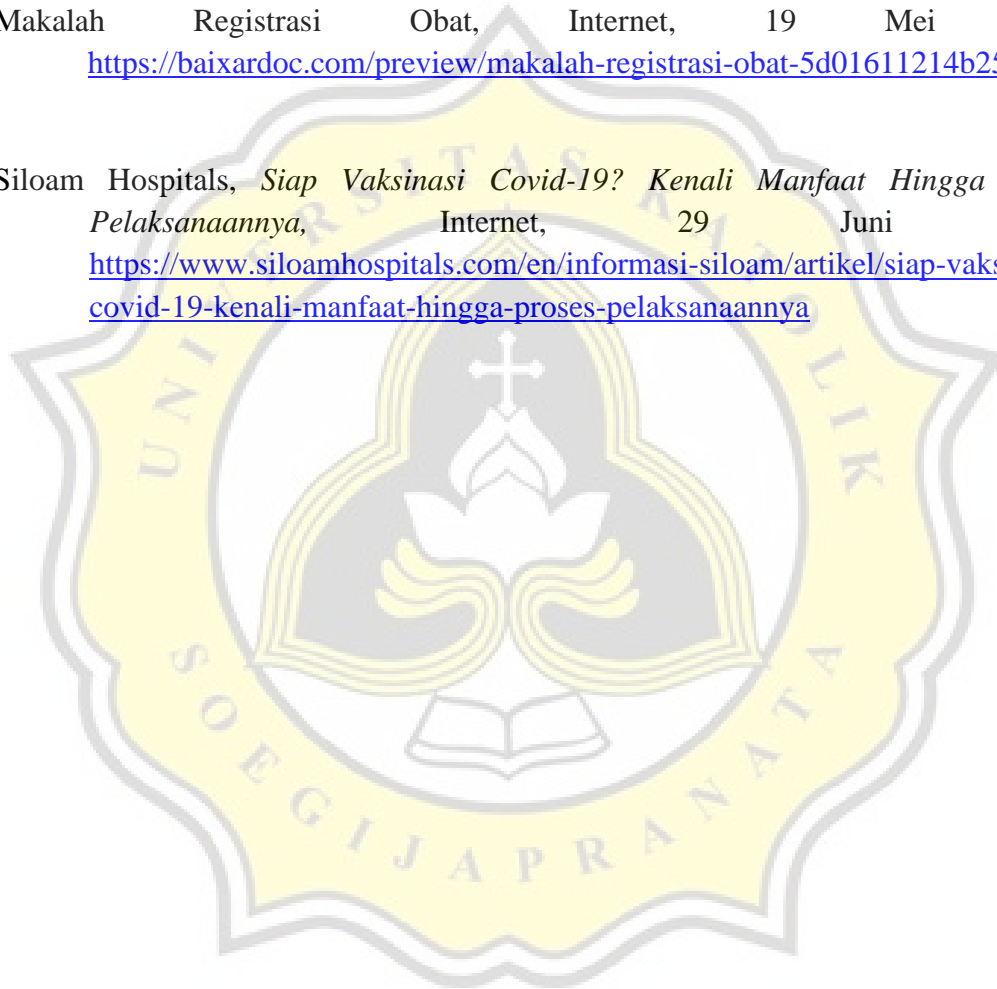 Makalah Registrasi Obat, Internet, 19 Mei
https://baixardoc.com/preview/makalah-registrasi-obat-5d01611214b25
Siloam Hospitals, Siap Vaksinasi Covid-19? Kenali Manfaat Hingga
Pelaksanaannya, Internet, 29 Juni
https://www.siloamhospitals.com/en/informasi-siloam/artikel/siap-vaks
covid-19-kenali-manfaat-hingga-proses-pelaksanaannya
UNIVERSITAS KATOLIK
SOEGIJAPRANATA